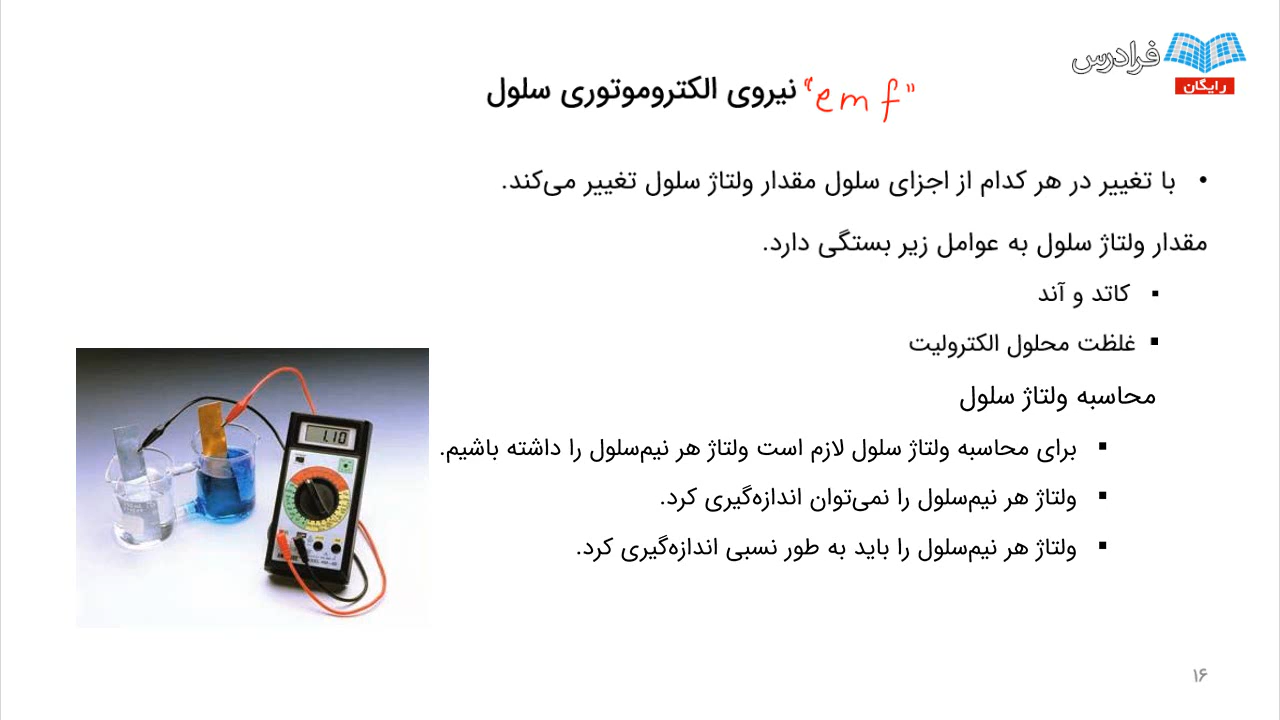 فرادرس
رایگان
نیروی الکتروموتوری سلول "emf"
• با تغییر در هر کدام از اجزای سلول مقدار ولتاژ سلول تغییر می‌کند.
مقدار ولتاژ سلول به عوامل زیر بستگی دارد.
▪ کاتد و آند
▪ غلظت محلول الکترولیت
محاسبه ولتاژ سلول
▪ برای محاسبه ولتاژ سلول لازم است ولتاژ هر نیم‌سلول را داشته باشیم.
▪ ولتاژ هر نیم‌سلول را نمی‌توان اندازه‌گیری کرد.
▪ ولتاژ هر نیم‌سلول را باید به طور نسبی اندازه‌گیری کرد.
1.10
۱۶